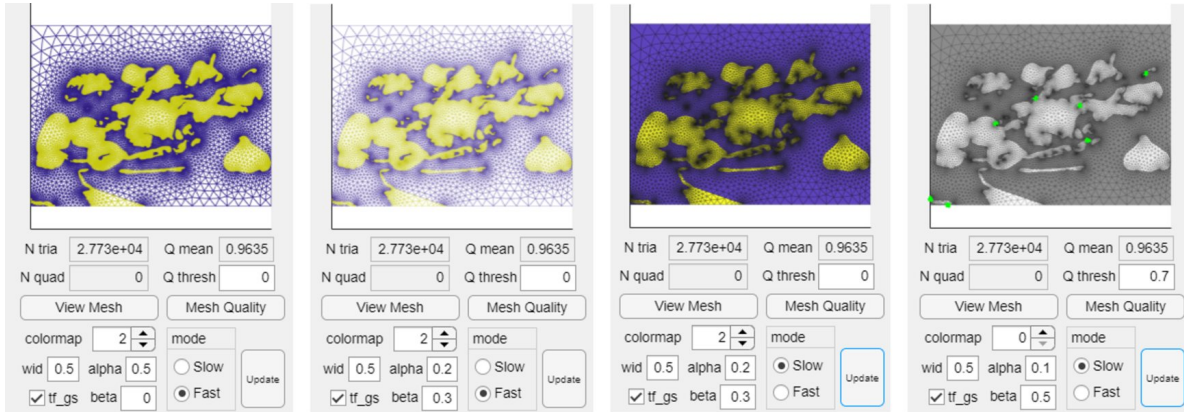 N tria 2.773e+04 Q mean 0.9635
N quad 0 Q thresh 0
View Mesh Mesh Quality
colormap 2 mode
Slow
wid 0.5 alpha 0.5
Update
tf_gs beta 0 Fast
N tria 2.773e+04 Q mean 0.9635
N quad 0 Q thresh 0
View Mesh Mesh Quality
colormap 2 mode
Slow
wid 0.5 alpha 0.2
Update
tf_gs beta 0.3 Fast
N tria 2.773e+04 Q mean 0.9635
N quad 0 Q thresh 0
View Mesh Mesh Quality
colormap 2 mode
Slow
wid 0.5 alpha 0.2
Update
tf_gs beta 0.3 Fast
N tria 2.773e+04 Q mean 0.9635
N quad 0 Q thresh 0.7
View Mesh Mesh Quality
colormap 0 mode
Slow
wid 0.5 alpha 0.1
Update
tf_gs beta 0.5 Fast